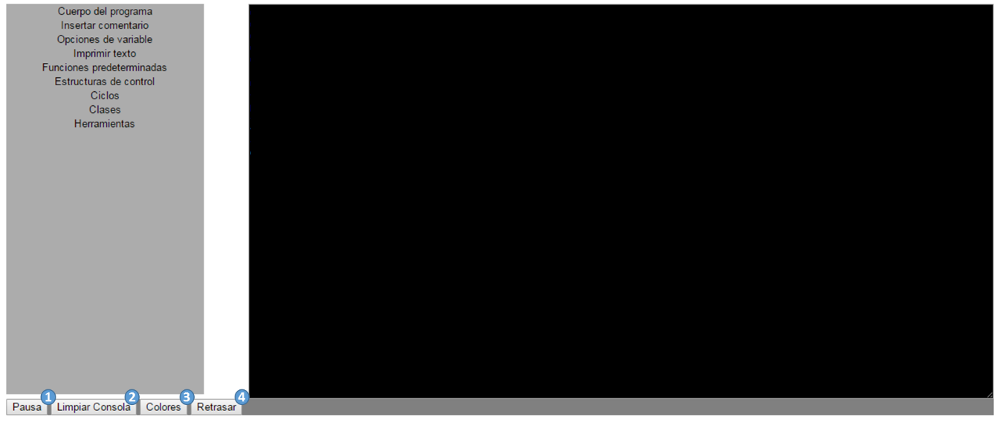 Cuerpo del programa
Insertar comentario
Opciones de variable
Imprimir texto
Funciones predeterminadas
Estructuras de control
Ciclos
Clases
Herramientas
1 2 3 4
Pausa Limpiar Consola Colores Retrasar